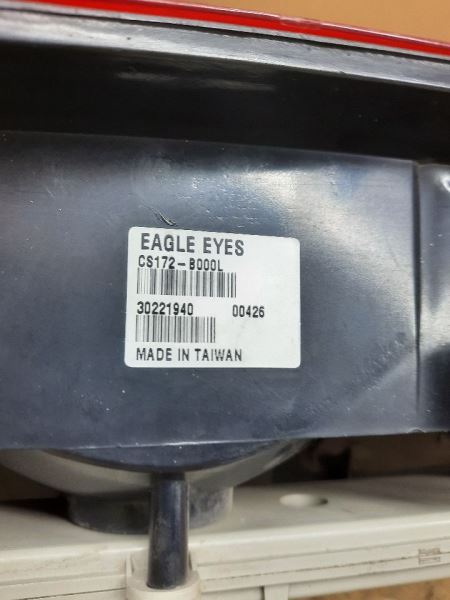 EAGLE EYES
CS172-B000L
30221940 00426
MADE IN TAIWAN